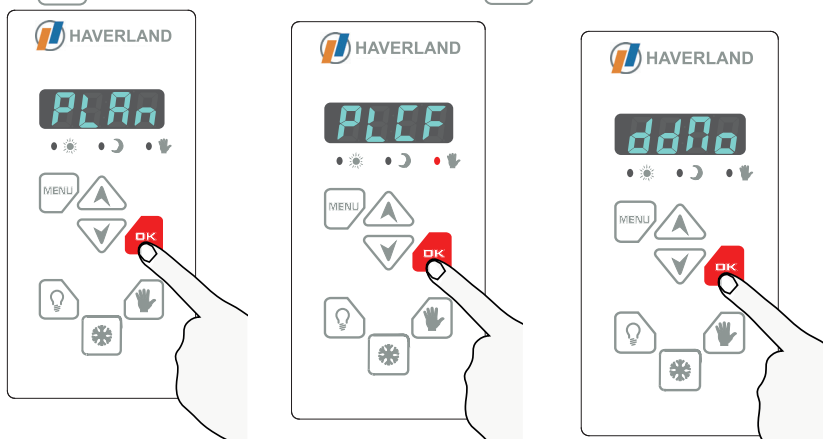 HAVERLAND
PLAn
MENU
OK
HAVERLAND
PLCF
MENU
OK
HAVERLAND
ddMo
MENU
OK